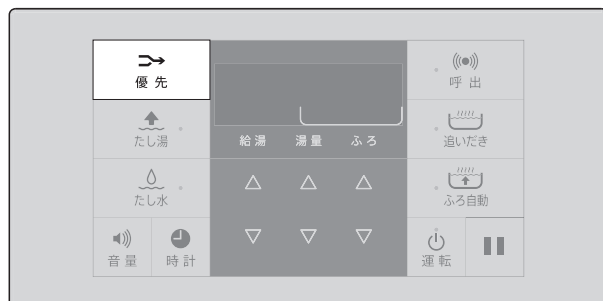 優先
呼出
たし湯
給湯 湯量 ふろ
追いだき
たし水
ふろ自動
音量 時計
運転